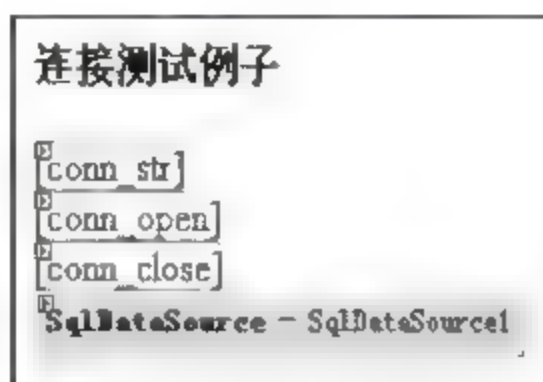 连接测试例子
[conn_str]
[conn_open]
[conn_close]
SqlDataSource - SqlDataSource1